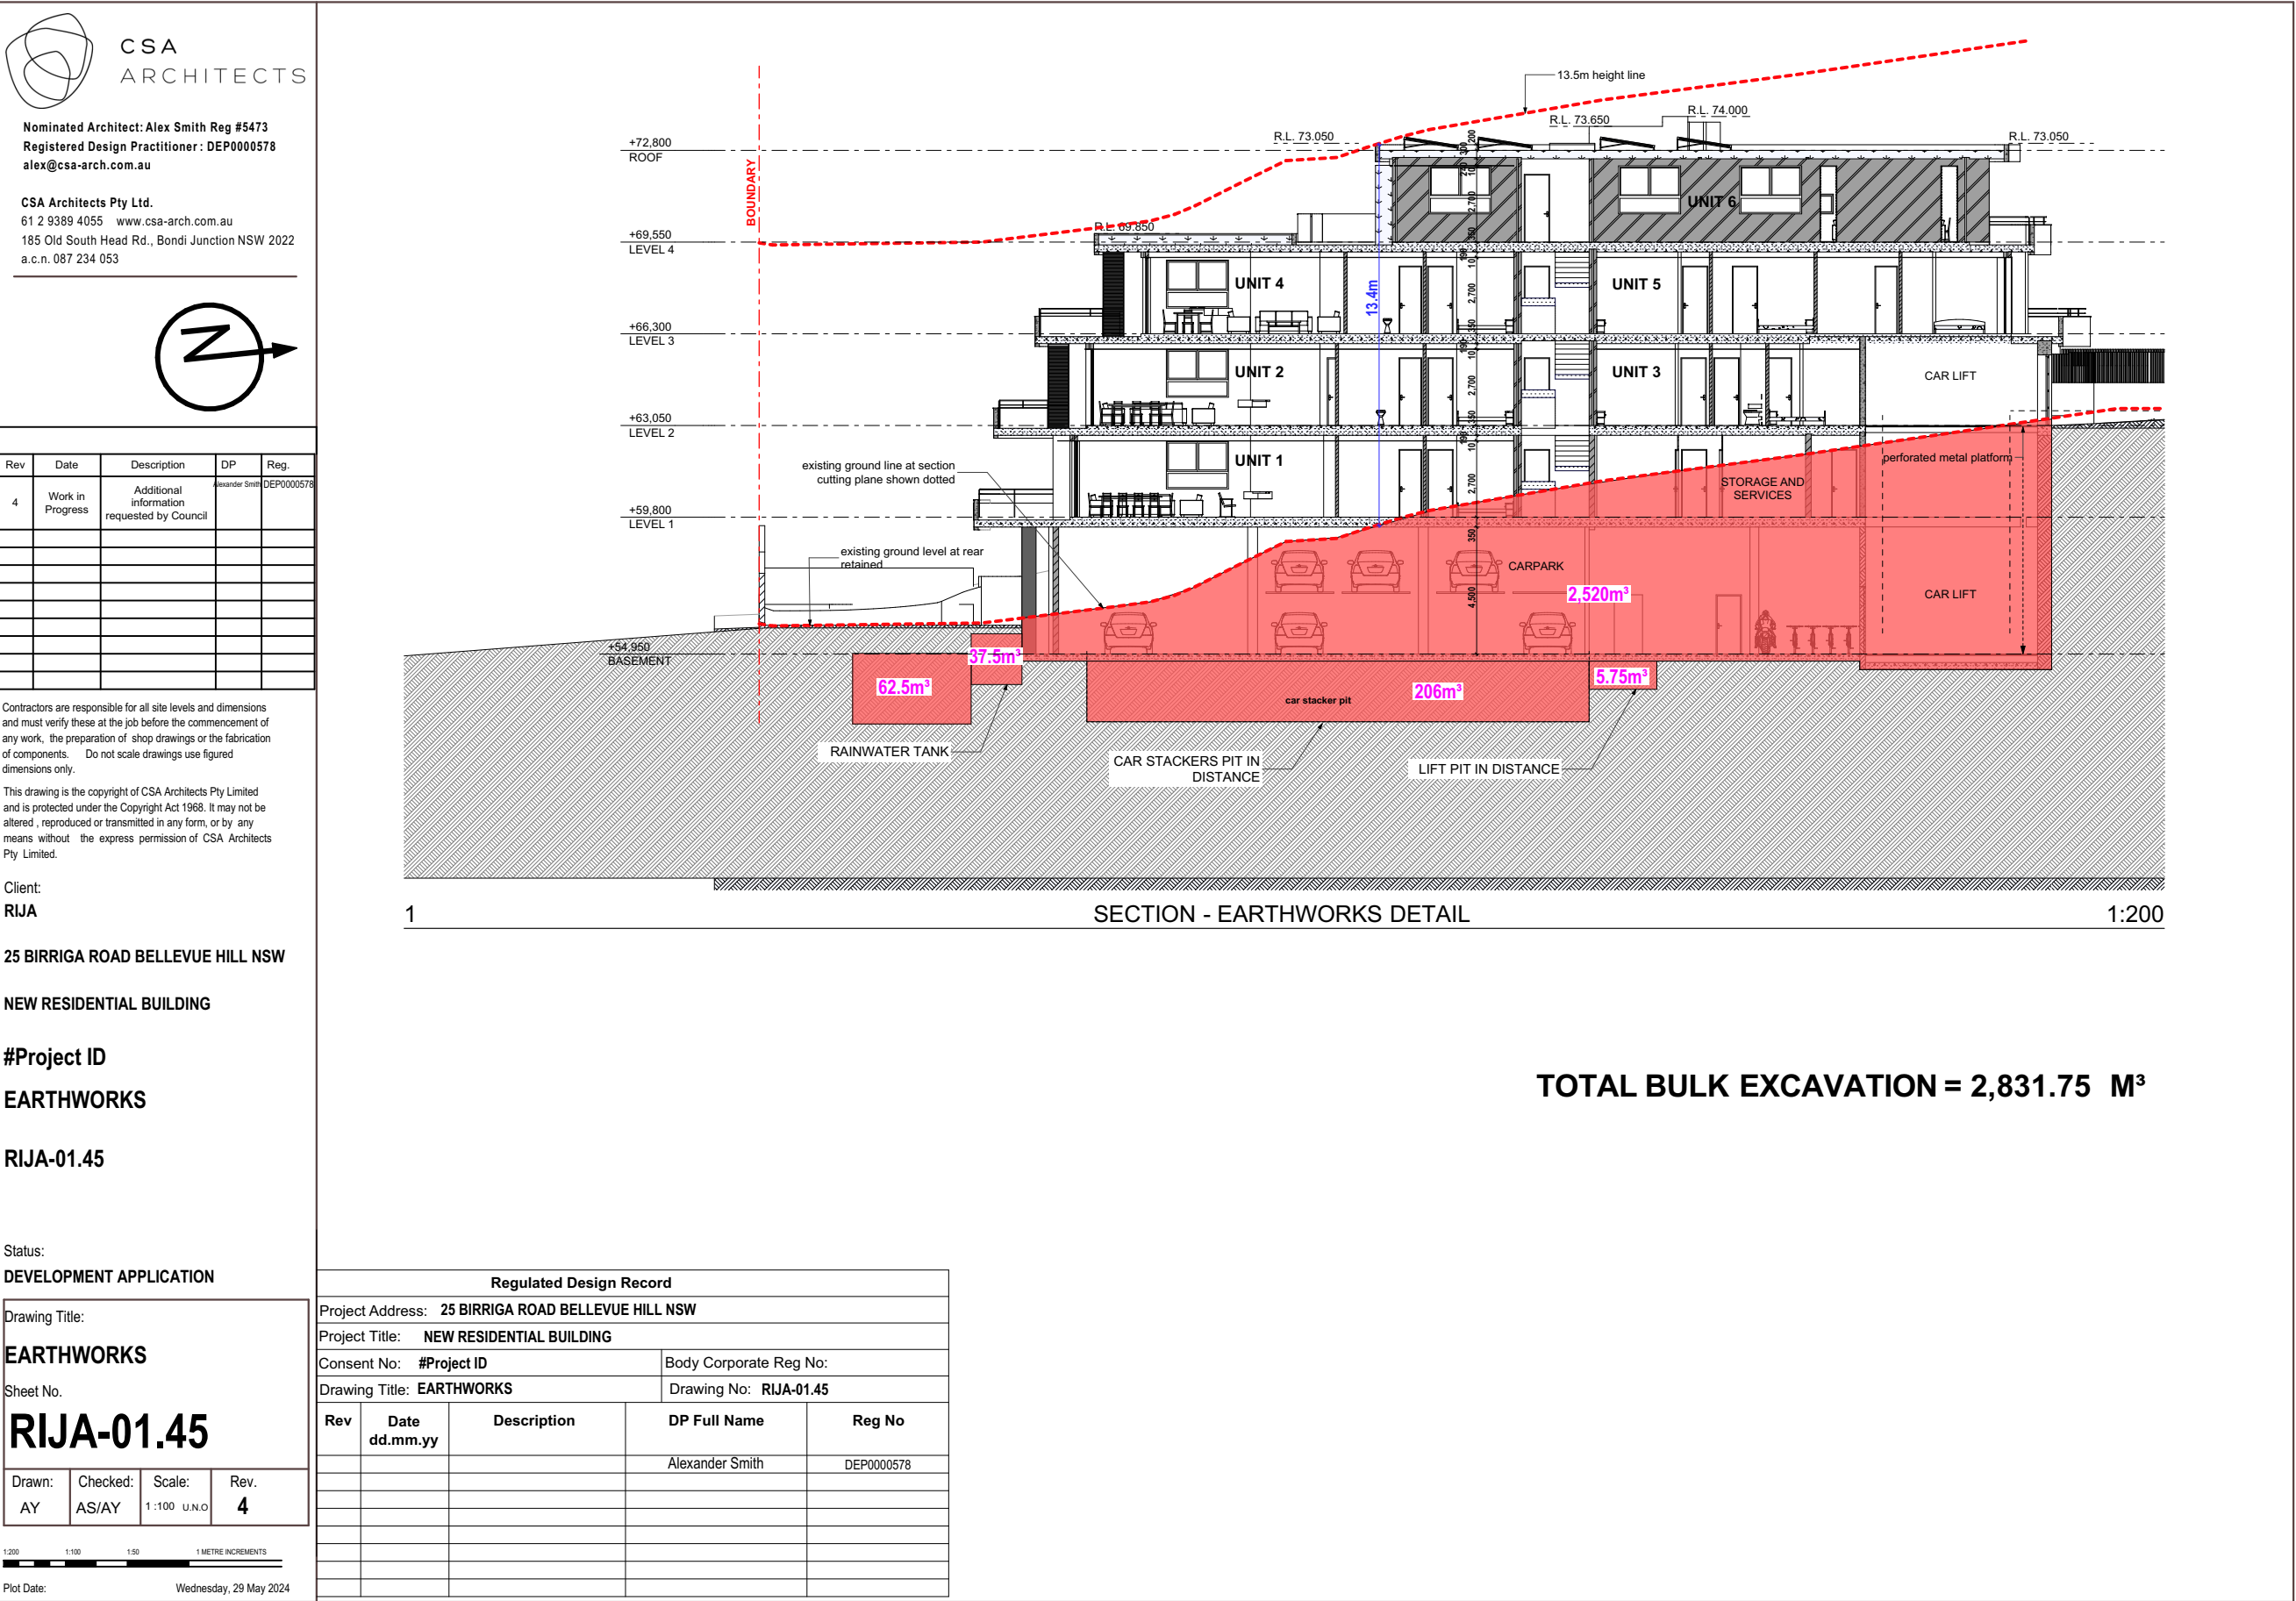 CSA
ARCHITECTS
Nominated Architect: Alex Smith Reg #5473
Registered Design Practitioner : DEP0000578
alex@csa-arch.com.au
CSA Architects Pty Ltd.
61 2 9389 4055 www.csa-arch.com.au
185 Old South Head Rd., Bondi Junction NSW 2022
a.c.n. 087 234 053
Rev Date Description DP Reg.
4 Work in Progress Additional information requested by Council Alexander Smith DEP0000578
Contractors are responsible for all site levels and dimensions
and must verify these at the job before the commencement of
any work, the preparation of shop drawings or the fabrication
of components. Do not scale drawings use figured
dimensions only.
This drawing is the copyright of CSA Architects Pty Limited
and is protected under the Copyright Act 1968. It may not be
altered , reproduced or transmitted in any form, or by any
means without the express permission of CSA Architects
Pty Limited.
Client:
RIJA
25 BIRRIGA ROAD BELLEVUE HILL NSW
NEW RESIDENTIAL BUILDING
#Project ID
EARTHWORKS
RIJA-01.45
Status:
DEVELOPMENT APPLICATION
Drawing Title:
EARTHWORKS
Sheet No.
RIJA-01.45
Drawn: Checked: Scale: Rev.
AY AS/AY 1 :100 U.N.O 4
1:200 1:100 1:50 1 METRE INCREMENTS
Plot Date: Wednesday, 29 May 2024
13.5m height line
R.L. 74.000
R.L. 73.650
R.L. 73.050
R.L. 73.050
+72,800
ROOF
BOUNDARY
UNIT 6
R.L. 69.850
+69,550
LEVEL 4
UNIT 4
UNIT 5
13.4m
+66,300
LEVEL 3
UNIT 2
UNIT 3
CAR LIFT
+63,050
LEVEL 2
UNIT 1
existing ground line at section
cutting plane shown dotted
perforated metal platform
STORAGE AND
SERVICES
+59,800
LEVEL 1
2,700
2,700
2,700
2,700
350
350
350
350
190
190
190
4,500
existing ground level at rear
retained
CARPARK
2,520m³
CAR LIFT
+54,950
BASEMENT
37.5m³
62.5m³
206m³
5.75m³
car stacker pit
RAINWATER TANK
CAR STACKERS PIT IN
DISTANCE
LIFT PIT IN DISTANCE
1 SECTION - EARTHWORKS DETAIL 1:200
TOTAL BULK EXCAVATION = 2,831.75 M³
Regulated Design Record
Project Address: 25 BIRRIGA ROAD BELLEVUE HILL NSW
Project Title: NEW RESIDENTIAL BUILDING
Consent No: #Project ID Body Corporate Reg No:
Drawing Title: EARTHWORKS Drawing No: RIJA-01.45
Rev Date dd.mm.yy Description DP Full Name Reg No
Alexander Smith DEP0000578